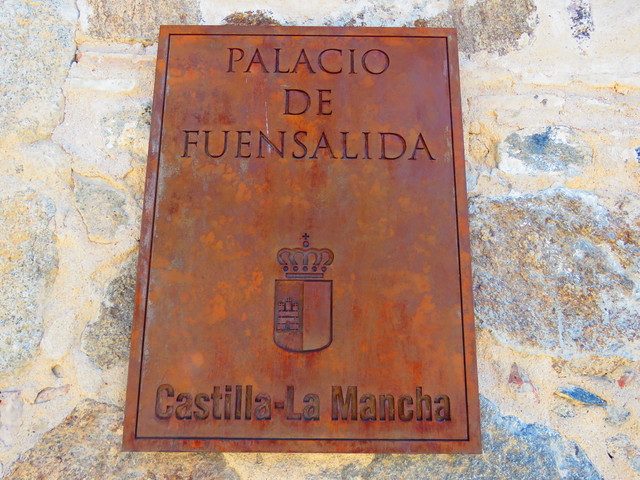 PALACIO
DE
FUENSALIDA
Castilla-La Mancha